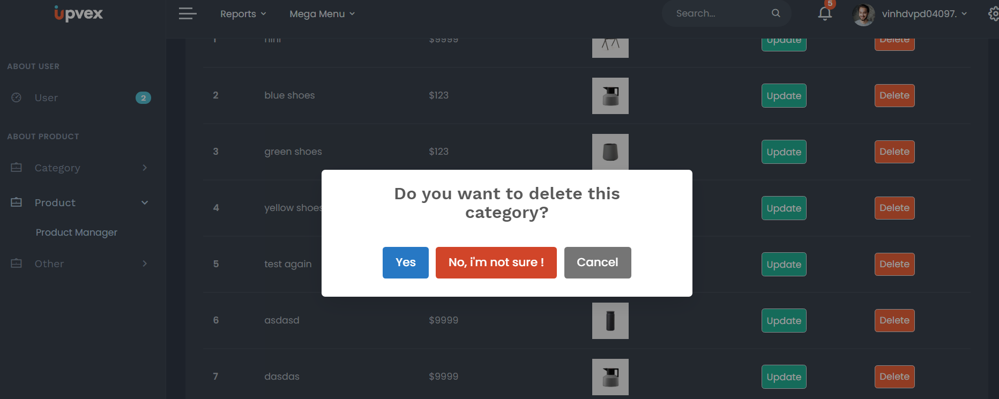 upvex
Reports
Mega Menu
Search...
5
vinhdvpd04097.
ABOUT USER
User
2
ABOUT PRODUCT
Category
Product
Product Manager
Other
1 $9999 Update Delete
2 blue shoes $123 Update Delete
3 green shoes $123 Update Delete
4 yellow shoes Update Delete
5 test again Update Delete
6 asdasd $9999 Update Delete
7 dasdas $9999 Update Delete
Do you want to delete this
category?
Yes
No, i'm not sure !
Cancel